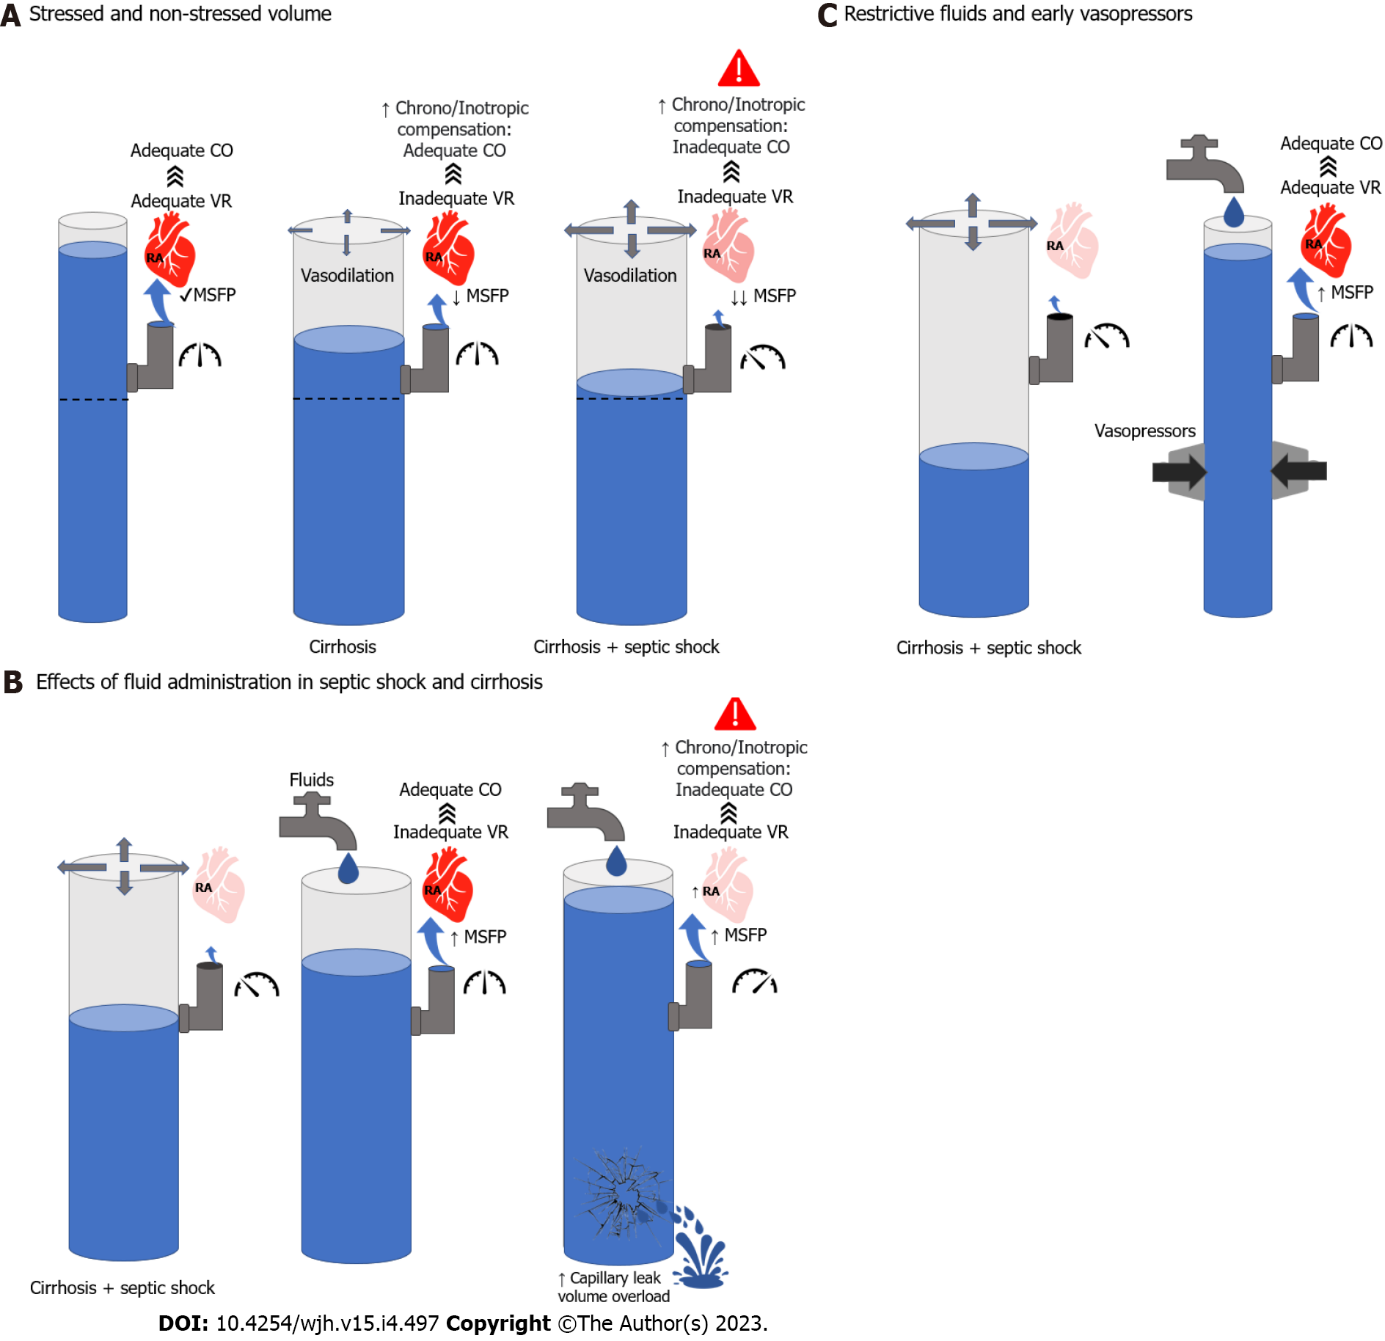 A Stressed and non-stressed volume
Adequate CO
Adequate VR
RA
✓MSFP
↑ Chrono/Inotropic
compensation:
Adequate CO
Inadequate VR
RA
Vasodilation
↓ MSFP
Cirrhosis
↑ Chrono/Inotropic
compensation:
Inadequate CO
Inadequate VR
RA
Vasodilation
↓↓ MSFP
Cirrhosis + septic shock
C Restrictive fluids and early vasopressors
RA
Cirrhosis + septic shock
Adequate CO
Adequate VR
RA
↑ MSFP
Vasopressors
B Effects of fluid administration in septic shock and cirrhosis
RA
Cirrhosis + septic shock
Fluids
Adequate CO
Inadequate VR
RA
↑ MSFP
↑ Chrono/Inotropic
compensation:
Inadequate CO
Inadequate VR
↑ RA
↑ MSFP
↑ Capillary leak
volume overload
DOI: 10.4254/wjh.v15.i4.497 Copyright ©The Author(s) 2023.